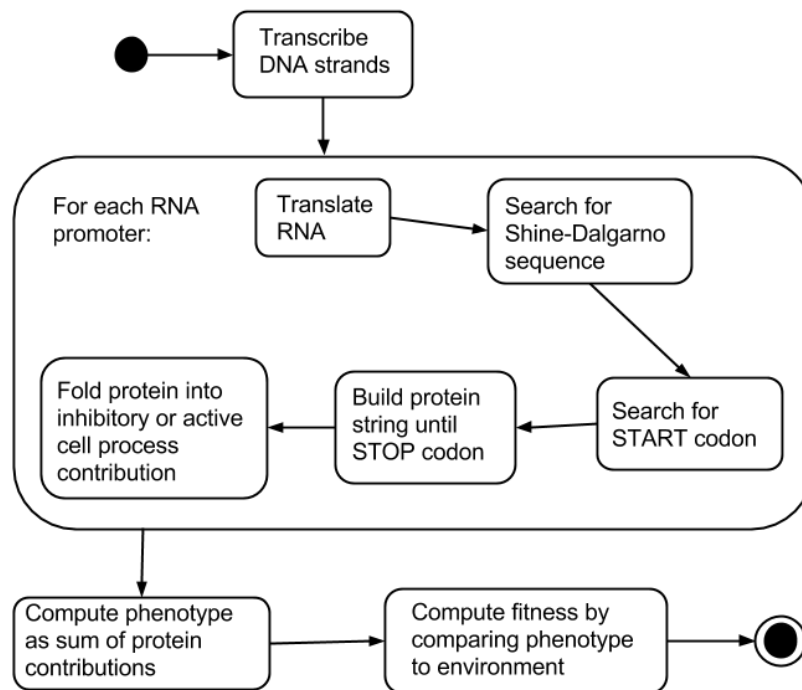 Transcribe
DNA strands
For each RNA
promoter:
Translate
RNA
Search for
Shine-Dalgarno
sequence
Search for
START codon
Build protein
string until
STOP codon
Fold protein into
inhibitory or active
cell process
contribution
Compute phenotype
as sum of protein
contributions
Compute fitness by
comparing phenotype
to environment